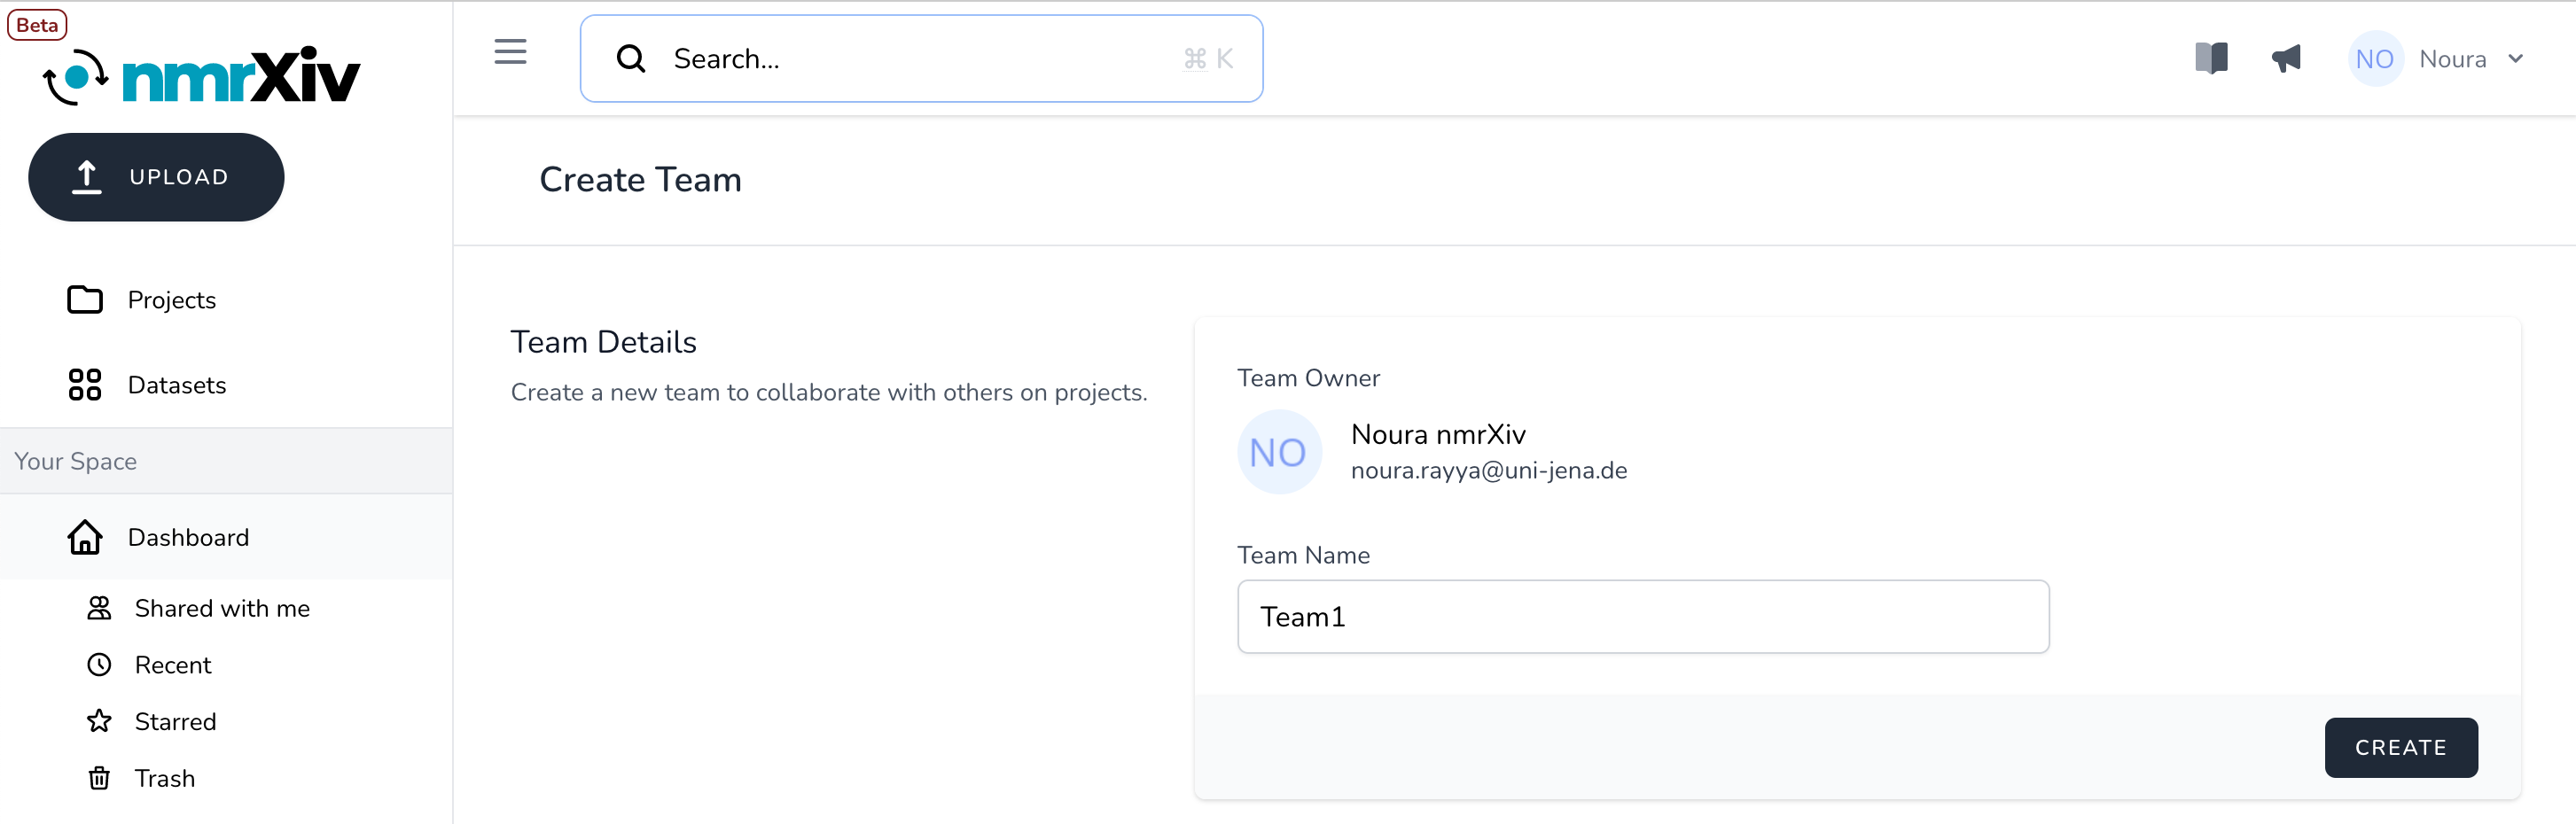 Beta
nmrXiv
UPLOAD
Projects
Datasets
Your Space
Dashboard
Shared with me
Recent
Starred
Trash
Search...
⌘ K
NO
Noura
Create Team
Team Details
Create a new team to collaborate with others on projects.
Team Owner
NO
Noura nmrXiv
noura.rayya@uni-jena.de
Team Name
Team1
CREATE